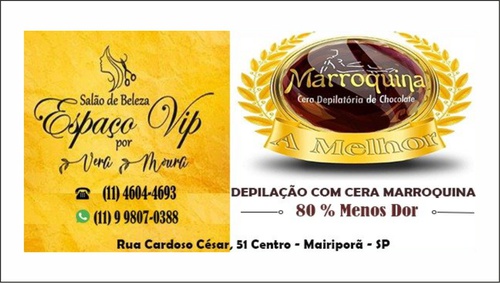 Salão de Beleza
Espaço Vip
por
Vera Moura
(11) 4604-4693
(11) 9 9807-0388
Marroquina
Cera Depilatória de Chocolate
A Melhor
DEPILAÇÃO COM CERA MARROQUINA
80 % Menos Dor
Rua Cardoso César, 51 Centro - Mairiporã - SP